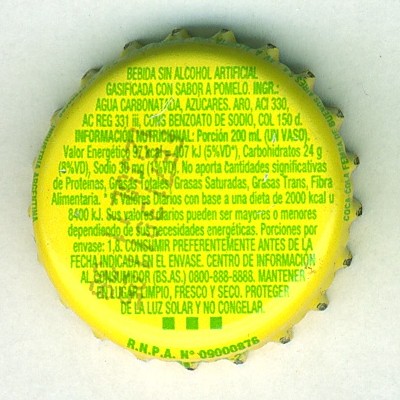 BEBIDA SIN ALCOHOL ARTIFICIAL
GASIFICADA CON SABOR A POMELO. INGR.:
AGUA CARBONATADA, AZUCARES. ARO, ACI 330,
AC REG 331 iii, CONS BENZOATO DE SODIO, COL 150 d.
INFORMACIÓN NUTRICIONAL: Porción 200 mL (UN VASO).
Valor Energético 97 kcal= 407 kJ (5%VD*), Carbohidratos 24 g
(8%VD), Sodio mg (1%VD). No aporta cantidades significativas
de Proteínas, Grasas Totales, Grasas Saturadas, Grasas Trans, Fibra
Alimentaria. Valores Diarios con base a una dieta de 2000 kcal u
8400 kJ. Sus valores diarios pueden ser mayores o menores
dependiendo de sus necesidades energéticas. Porciones por
envase: CONSUMIR PREFERENTEMENTE ANTES DE LA
FECHA INDICADA EN EL ENVASE. CENTRO DE INFORMACIÓN
AL CONSUMIDOR (BS.AS.) 0800-888-8888. MANTENER
EN LUGAR LIMPIO, FRESCO Y SECO. PROTEGER
DE LA LUZ SOLAR Y NO CONGELAR.
R.N.P.A. N° 09000876